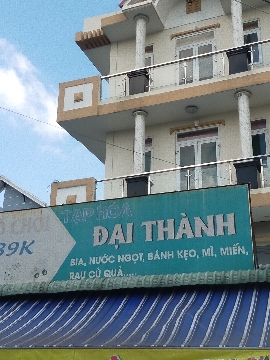 39K
TẠP HÓA
ĐẠI THÀNH
BIA, NƯỚC NGỌT, BÁNH KẸO, MÌ, MIẾN,
RAU CỦ QUẢ....